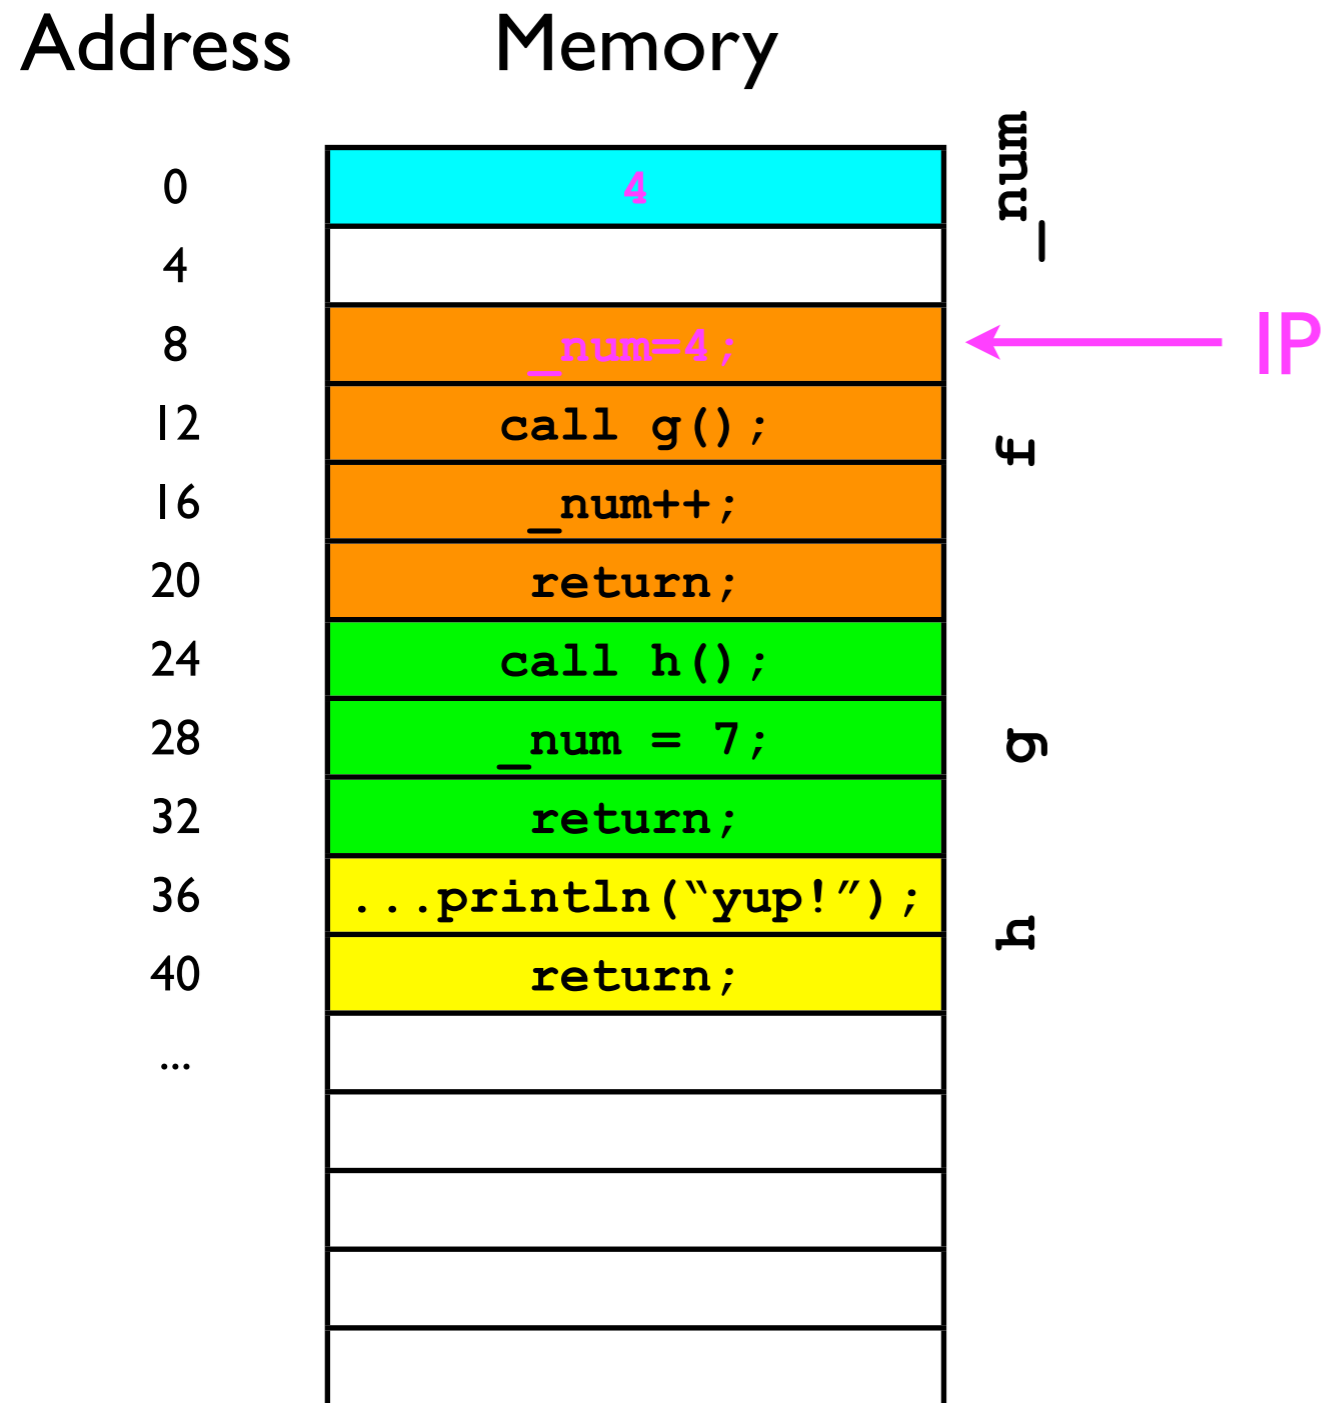 Address Memory
_num
0 4
4
8 _num=4; IP
12 call g();
f
16 _num++;
20 return;
24 call h();
28 _num = 7;
g
32 return;
36 ...println(“yup!”);
h
40 return;
...